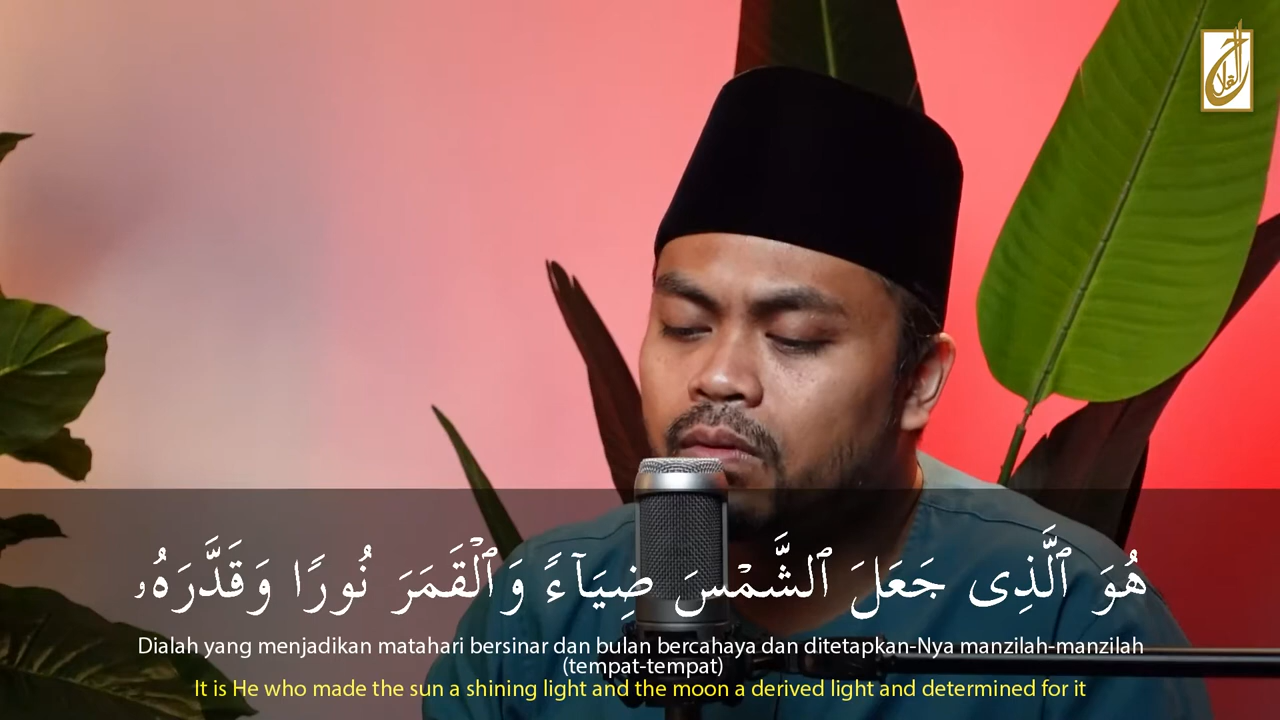 هُوَ ٱلَّذِى جَعَلَ ٱلشَّمْسَ ضِيَآءً وَٱلْقَمَرَ نُورًا وَقَدَّرَهُۥ
Dialah yang menjadikan matahari bersinar dan bulan bercahaya dan ditetapkan-Nya manzilah-manzilah
(tempat-tempat)
It is He who made the sun a shining light and the moon a derived light and determined for it